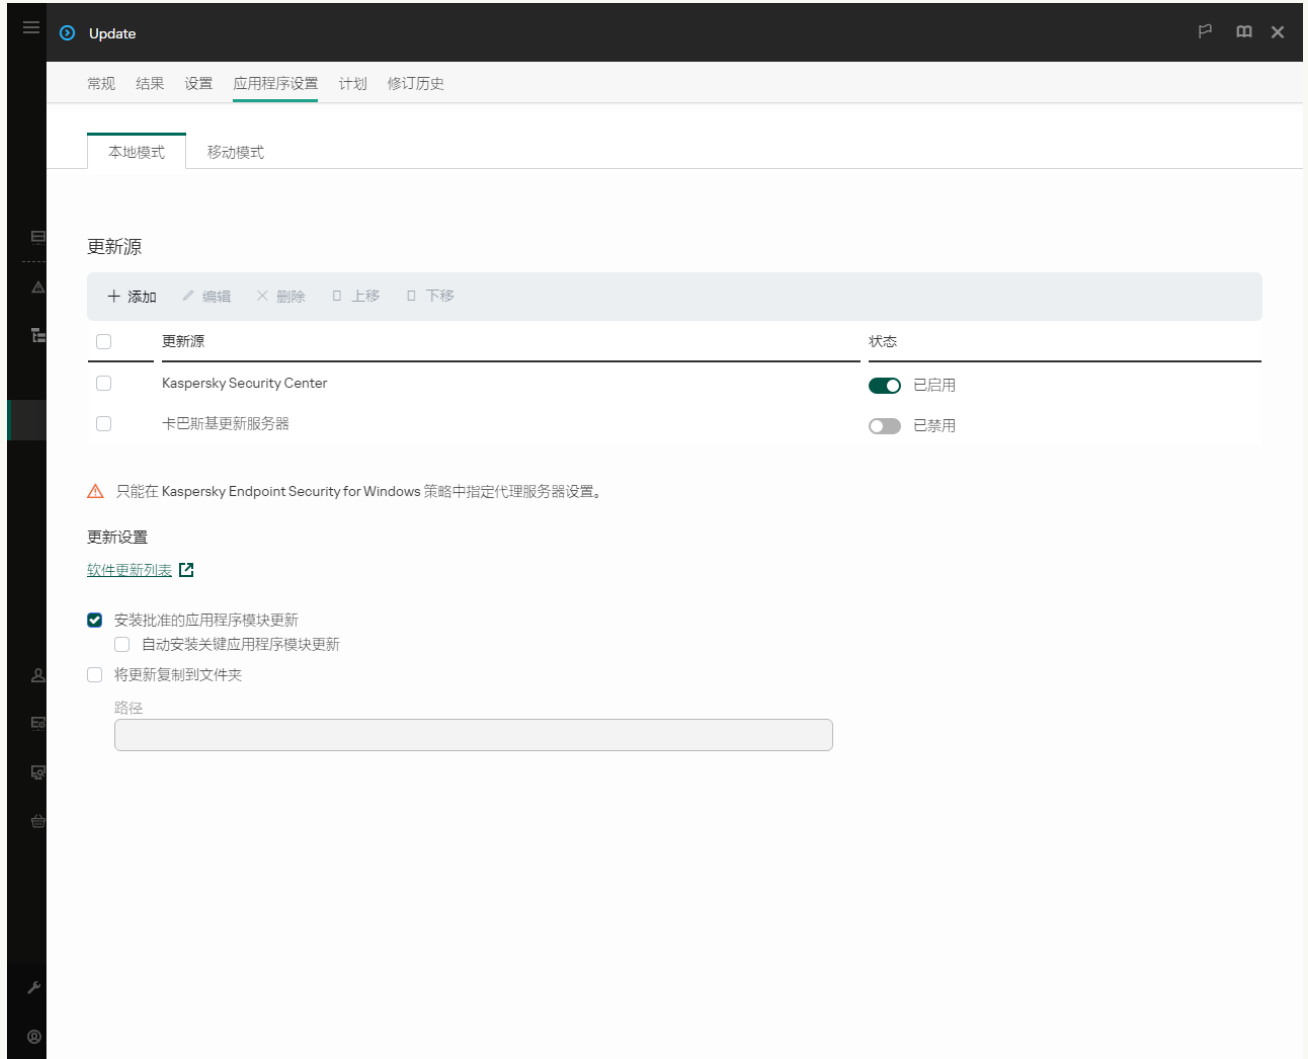 Update
常规 结果 设置 应用程序设置 计划 修订历史
本地模式 移动模式
更新源
添加 编辑 删除 上移 下移
更新源 状态
Kaspersky Security Center 已启用
卡巴斯基更新服务器 已禁用
只能在 Kaspersky Endpoint Security for Windows 策略中指定代理服务器设置。
更新设置
软件更新列表
安装批准的应用程序模块更新
自动安装关键应用程序模块更新
将更新复制到文件夹
路径